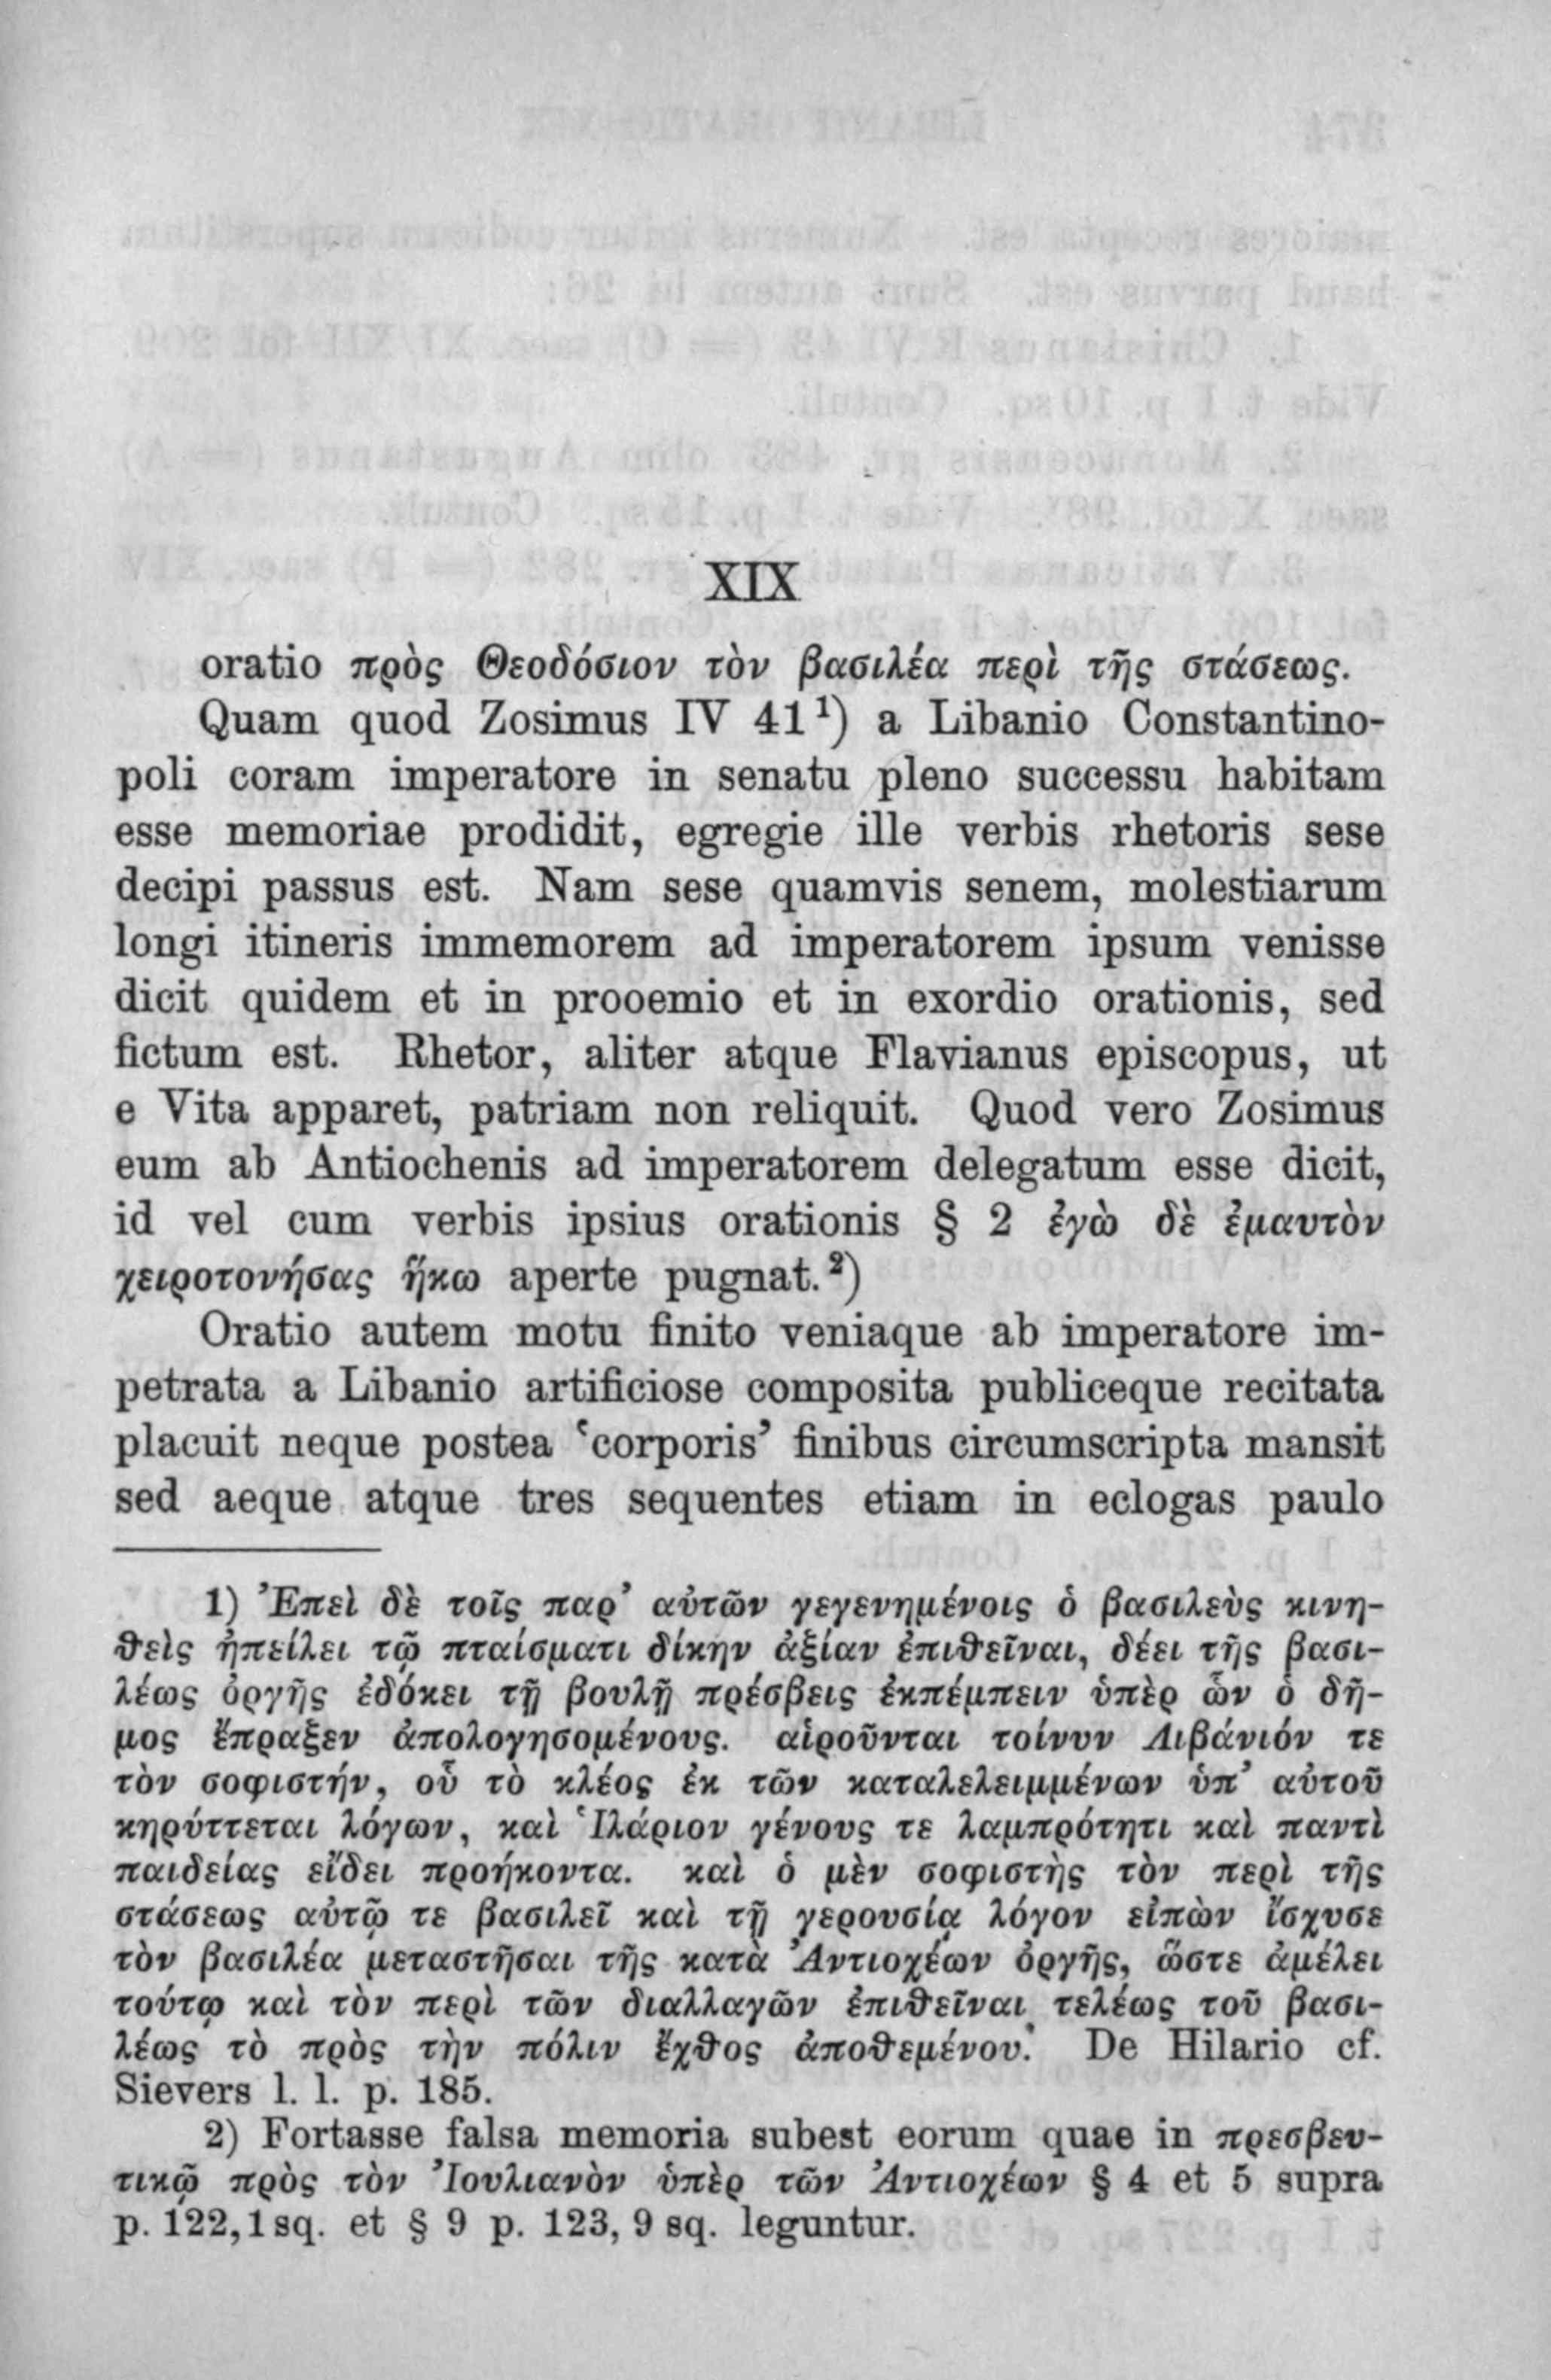 XIX
oratio πρὸς Θεοδόσιον τὸν βασιλέα περὶ τῆς στάσεως.
Quam quod Zosimus IV 41¹) a Libanio Constantino-
poli coram imperatore in senatu pleno successu habitam
esse memoriae prodidit, egregie ille verbis rhetoris sese
decipi passus est. Nam sese quamvis senem, molestiarum
longi itineris immemorem ad imperatorem ipsum venisse
dicit quidem et in prooemio et in exordio orationis, sed
fictum est. Rhetor, aliter atque Flavianus episcopus, ut
e Vita apparet, patriam non reliquit. Quod vero Zosimus
eum ab Antiochenis ad imperatorem delegatum esse dicit,
id vel cum verbis ipsius orationis § 2 ἐγὼ δὲ ἐμαυτὸν
χειροτονήσας ἥκω aperte pugnat.²)
Oratio autem motu finito veniaque ab imperatore im-
petrata a Libanio artificiose composita publiceque recitata
placuit neque postea ‘corporis’ finibus circumscripta mansit
sed aeque atque tres sequentes etiam in eclogas paulo
1) Ἐπεὶ δὲ τοῖς παρ’ αὐτῶν γεγενημένοις ὁ βασιλεὺς κινη-
θεὶς ἠπείλει τῷ πταίσματι δίκην ἀξίαν ἐπιθεῖναι, δέει τῆς βασι-
λέως ὀργῆς ἐδόκει τῇ βουλῇ πρέσβεις ἐκπέμπειν ὑπὲρ ὧν ὁ δῆ-
μος ἔπραξεν ἀπολογησομένους. αἱροῦνται τοίνυν Λιβάνιόν τε
τὸν σοφιστήν, οὗ τὸ κλέος ἐκ τῶν καταλελειμμένων ὑπ’ αὐτοῦ
κηρύττεται λόγων, καὶ Ἱλάριον γένους τε λαμπρότητι καὶ παντὶ
παιδείας εἴδει προήκοντα. καὶ ὁ μὲν σοφιστὴς τὸν περὶ τῆς
στάσεως αὐτῷ τε βασιλεῖ καὶ τῇ γερουσίᾳ λόγον εἰπὼν ἴσχυσε
τὸν βασιλέα μεταστῆσαι τῆς κατὰ Ἀντιοχέων ὀργῆς, ὥστε ἀμέλει
τούτῳ καὶ τὸν περὶ τῶν διαλλαγῶν ἐπιθεῖναι τελέως τοῦ βασι-
λέως τὸ πρὸς τὴν πόλιν ἔχθος ἀποθεμένου. De Hilario cf.
Sievers l. l. p. 185.
2) Fortasse falsa memoria subest eorum quae in πρεσβευ-
τικῷ πρὸς τὸν Ἰουλιανὸν ὑπὲρ τῶν Ἀντιοχέων § 4 et 5 supra
p. 122,1 sq. et § 9 p. 123, 9 sq. leguntur.